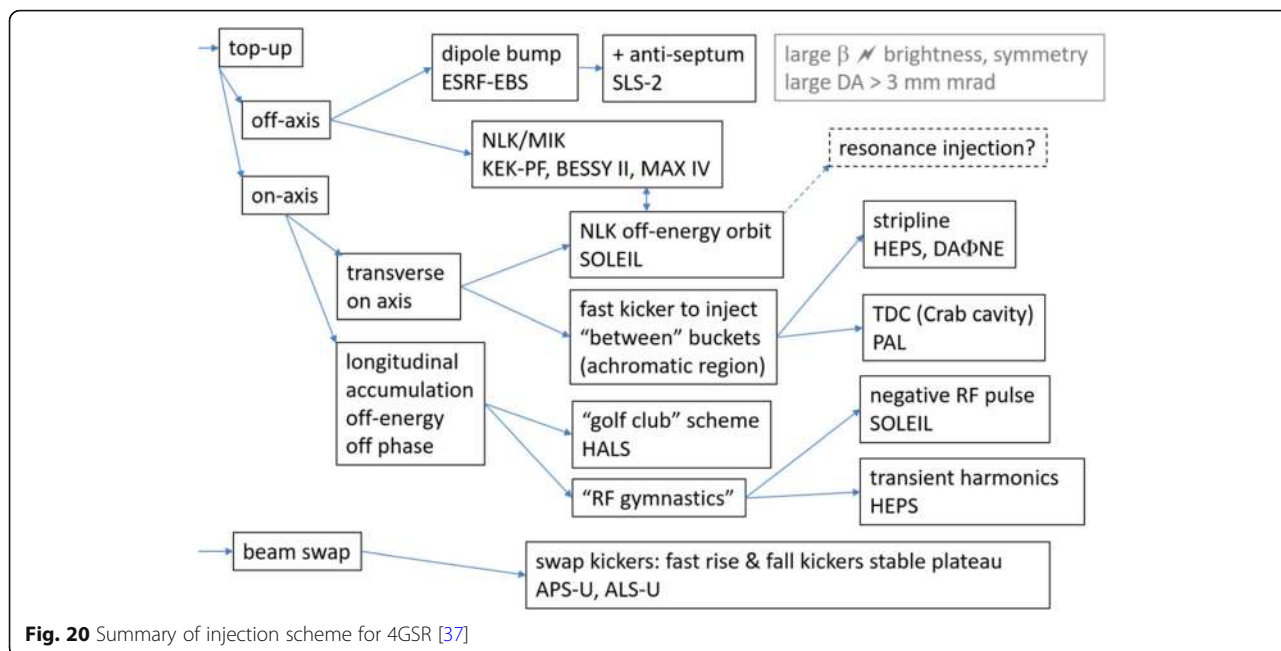 top-up
dipole bump
ESRF-EBS
+ anti-septum
SLS-2
large β brightness, symmetry
large DA > 3 mm mrad
off-axis
NLK/MIK
KEK-PF, BESSY II, MAX IV
resonance injection?
on-axis
NLK off-energy orbit
SOLEIL
stripline
HEPS, DAΦNE
transverse
on axis
fast kicker to inject
“between” buckets
(achromatic region)
TDC (Crab cavity)
PAL
longitudinal
accumulation
off-energy
off phase
“golf club” scheme
HALS
negative RF pulse
SOLEIL
“RF gymnastics”
transient harmonics
HEPS
beam swap
swap kickers: fast rise & fall kickers stable plateau
APS-U, ALS-U
Fig. 20 Summary of injection scheme for 4GSR [37]